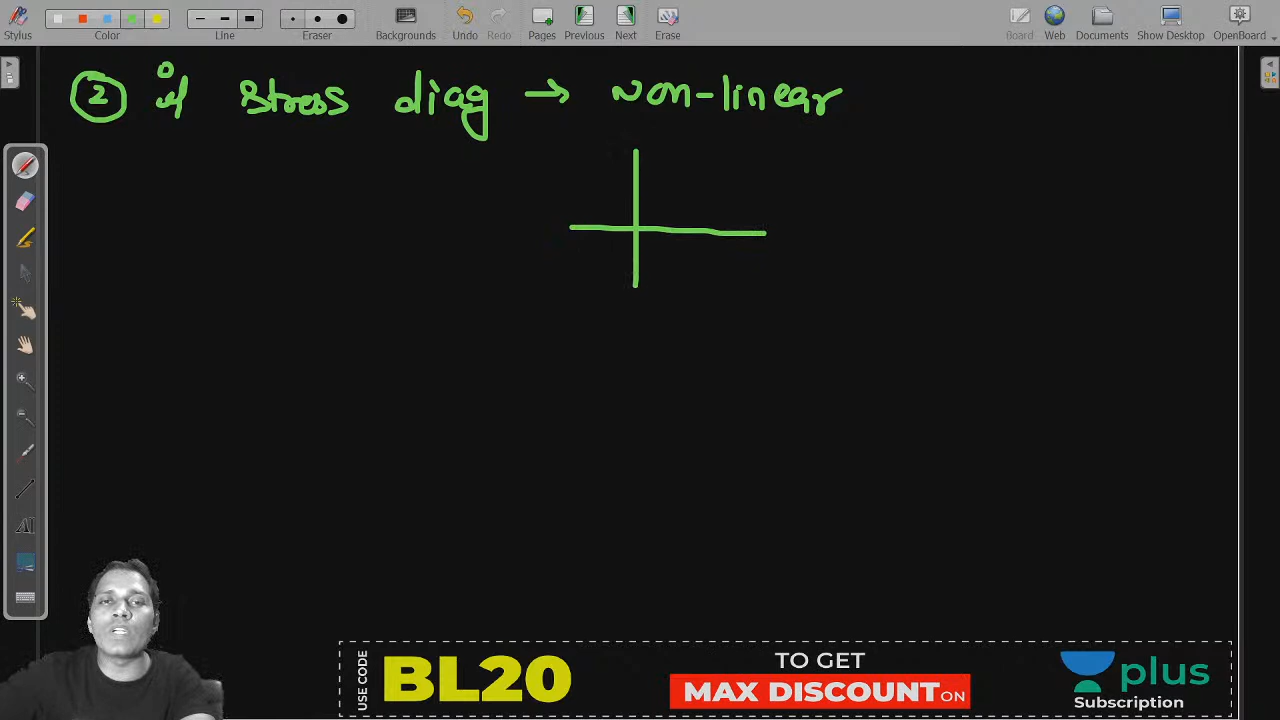 Stylus
Color
Line
Eraser
Backgrounds
Undo
Redo
Pages
Previous
Next
Erase
Board
Web
Documents
Show Desktop
OpenBoard
② if stress diag → non-linear
USE CODE
BL20
TO GET
MAX DISCOUNT ON
plus
Subscription